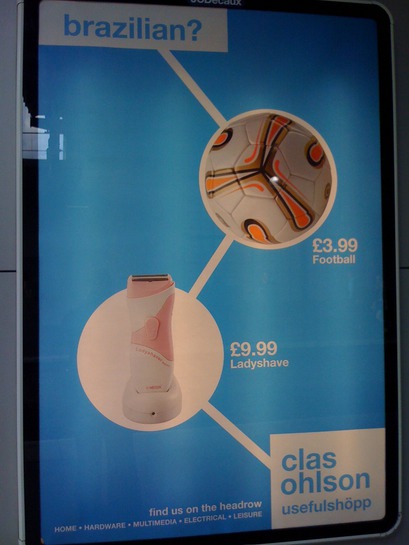 JCDecaux
brazilian?
£3.99
Football
£9.99
Ladyshave
clas
ohlson
usefulshöpp
find us on the headrow
HOME • HARDWARE • MULTIMEDIA • ELECTRICAL • LEISURE